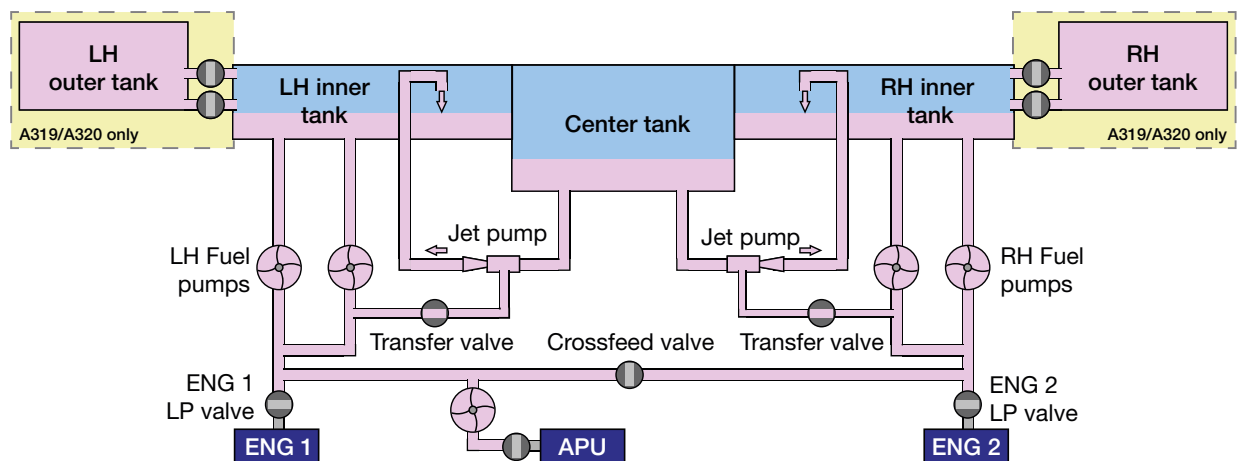 LH
outer tank
A319/A320 only
LH inner
tank
Center tank
RH inner
tank
RH
outer tank
A319/A320 only
LH Fuel
pumps
Jet pump
Jet pump
RH Fuel
pumps
Transfer valve
Crossfeed valve
Transfer valve
ENG 1
LP valve
ENG 2
LP valve
ENG 1
APU
ENG 2